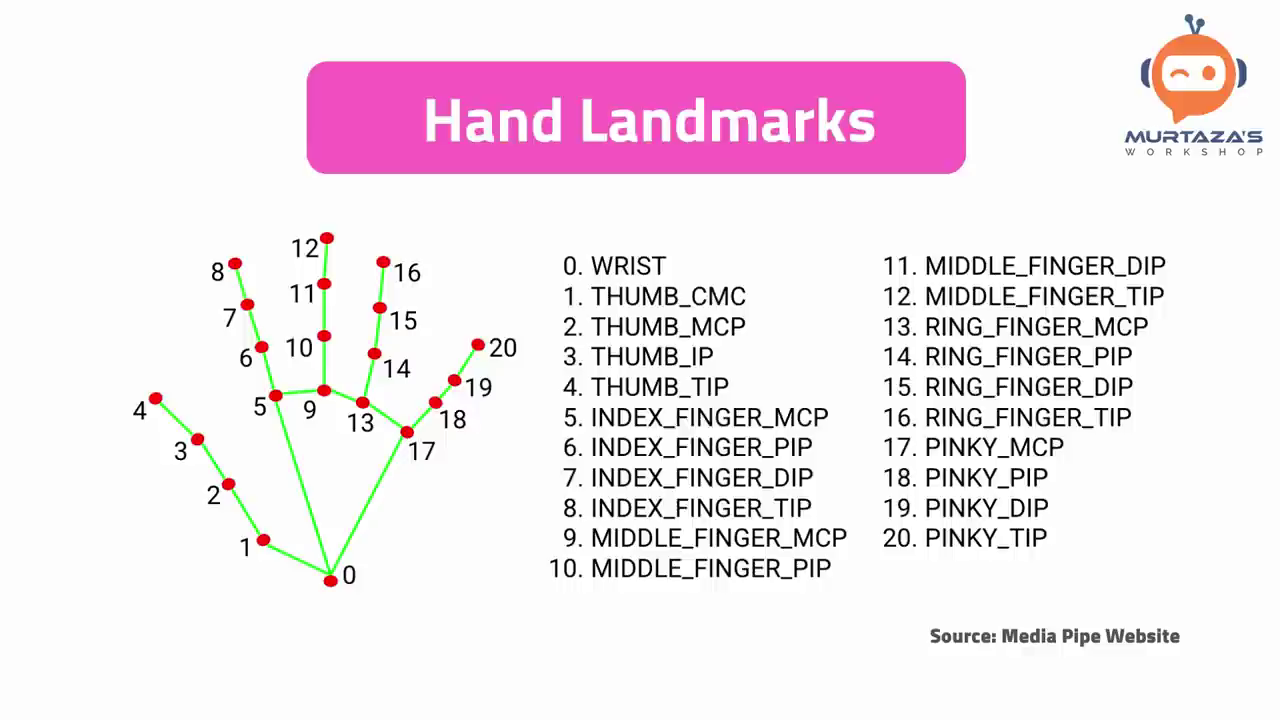 Hand Landmarks
MURTAZA'S
WORKSHOP
12
8
16
11
7
15
10
6
20
14
19
4
5
9
13
18
3
17
2
1
0
0. WRIST
1. THUMB_CMC
2. THUMB_MCP
3. THUMB_IP
4. THUMB_TIP
5. INDEX_FINGER_MCP
6. INDEX_FINGER_PIP
7. INDEX_FINGER_DIP
8. INDEX_FINGER_TIP
9. MIDDLE_FINGER_MCP
10. MIDDLE_FINGER_PIP
11. MIDDLE_FINGER_DIP
12. MIDDLE_FINGER_TIP
13. RING_FINGER_MCP
14. RING_FINGER_PIP
15. RING_FINGER_DIP
16. RING_FINGER_TIP
17. PINKY_MCP
18. PINKY_PIP
19. PINKY_DIP
20. PINKY_TIP
Source: Media Pipe Website